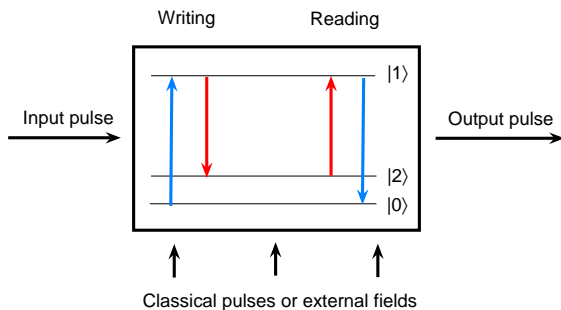 Writing Reading
|1⟩
Input pulse Output pulse
|2⟩
|0⟩
Classical pulses or external fields